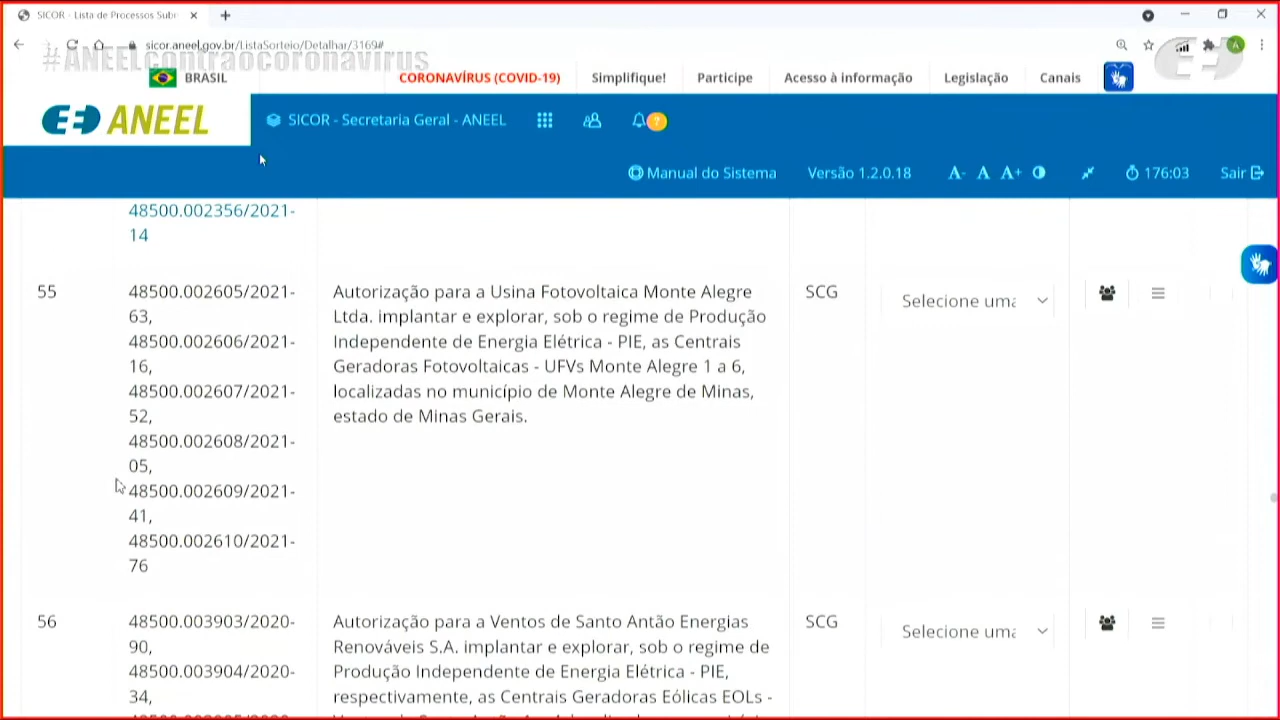 SICOR - Lista de Processos Subm
sicor.aneel.gov.br/ListaSorteio/Detalhar/3169#
#ANEELcontraocoronavírus
BRASIL
CORONAVÍRUS (COVID-19)
Simplifique!
Participe
Acesso à informação
Legislação
Canais
ANEEL
SICOR - Secretaria Geral - ANEEL
?
Manual do Sistema
Versão 1.2.0.18
A-
A
A+
176:03
Sair
48500.002356/2021-
14
55
48500.002605/2021-
63,
48500.002606/2021-
16,
48500.002607/2021-
52,
48500.002608/2021-
05,
48500.002609/2021-
41,
48500.002610/2021-
76
Autorização para a Usina Fotovoltaica Monte Alegre
Ltda. implantar e explorar, sob o regime de Produção
Independente de Energia Elétrica - PIE, as Centrais
Geradoras Fotovoltaicas - UFVs Monte Alegre 1 a 6,
localizadas no município de Monte Alegre de Minas,
estado de Minas Gerais.
SCG
Selecione uma
56
48500.003903/2020-
90,
48500.003904/2020-
34,
Autorização para a Ventos de Santo Antão Energias
Renováveis S.A. implantar e explorar, sob o regime de
Produção Independente de Energia Elétrica - PIE,
respectivamente, as Centrais Geradoras Eólicas EOLs -
SCG
Selecione uma